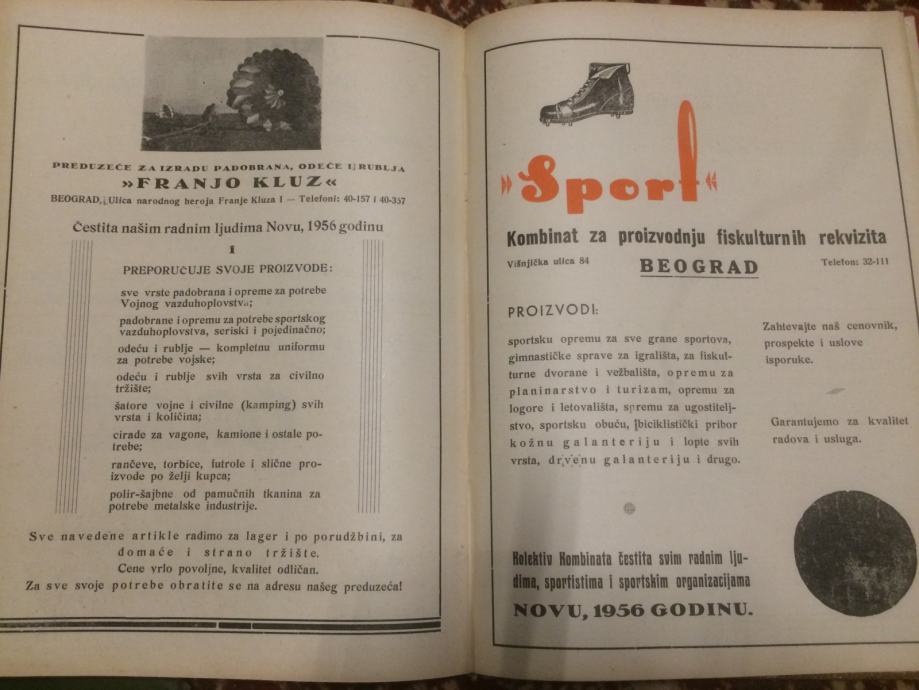 PREDUZEĆE ZA IZRADU PADOBRANA, ODEĆE I RUBLJA
»FRANJO KLUZ«
BEOGRAD, Ulica narodnog heroja Franje Kluza 1 — Telefoni: 40-157 i 40-357
Čestita našim radnim ljudima Novu, 1956 godinu
i
PREPORUČUJE SVOJE PROIZVODE:
sve vrste padobrana i opreme za potrebe
Vojnog vazduhoplovstva;
padobrane i opremu za potrebe sportskog
vazduhoplovstva, seriski i pojedinačno;
odeću i rublje — kompletnu uniformu
za potrebe vojske;
odeću i rublje svih vrsta za civilno
tržište;
šatore vojne i civilne (kamping) svih
vrsta i količina;
cirade za vagone, kamione i ostale po-
trebe;
rančeve, torbice, futrole i slične pro-
izvode po želji kupca;
polir-šajbne od pamučnih tkanina za
potrebe metalske industrije.
Sve navedene artikle radimo za lager i po porudžbini, za
domaće i strano tržište.
Cene vrlo povoljne, kvalitet odličan.
Za sve svoje potrebe obratite se na adresu našeg preduzeća!
»Sport«
Kombinat za proizvodnju fiskulturnih rekvizita
Višnjička ulica 84
BEOGRAD
Telefon: 32-111
PROIZVODI:
sportsku opremu za sve grane sportova,
gimnastičke sprave za igrališta, za fiskul-
turne dvorane i vežbališta, opremu za
planinarstvo i turizam, opremu za
logore i letovališta, spremu za ugostitelj-
stvo, sportsku obuću, biciklistički pribor
kožnu galanteriju i lopte svih
vrsta, drvenu galanteriju i drugo.
Zahtevajte naš cenovnik,
prospekte i uslove
isporuke.
Garantujemo za kvalitet
radova i usluga.
Kolektiv Kombinata čestita svim radnim lju-
dima, sportistima i sportskim organizacijama
NOVU, 1956 GODINU.